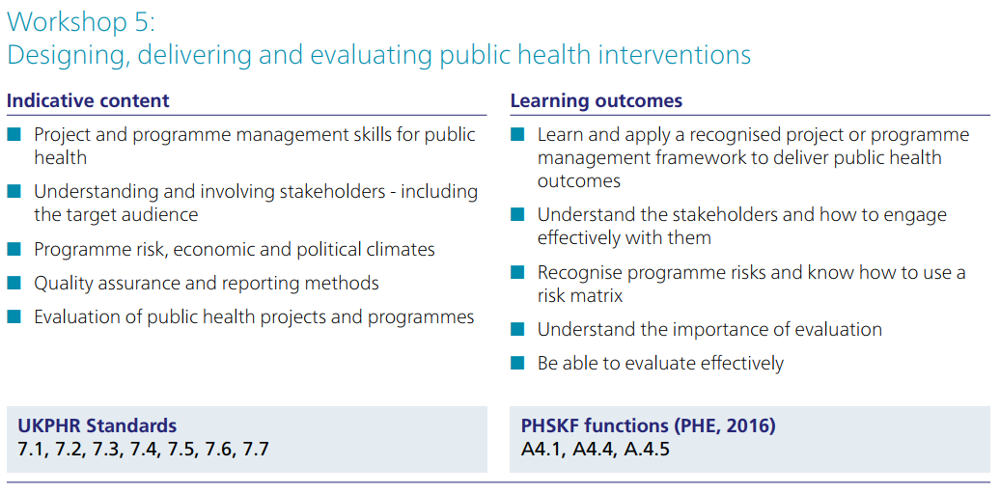 Workshop 5:
Designing, delivering and evaluating public health interventions
Indicative content
■ Project and programme management skills for public
health
■ Understanding and involving stakeholders - including
the target audience
■ Programme risk, economic and political climates
■ Quality assurance and reporting methods
■ Evaluation of public health projects and programmes
Learning outcomes
■ Learn and apply a recognised project or programme
management framework to deliver public health
outcomes
■ Understand the stakeholders and how to engage
effectively with them
■ Recognise programme risks and know how to use a
risk matrix
■ Understand the importance of evaluation
■ Be able to evaluate effectively
UKPHR Standards
7.1, 7.2, 7.3, 7.4, 7.5, 7.6, 7.7
PHSKF functions (PHE, 2016)
A4.1, A4.4, A.4.5